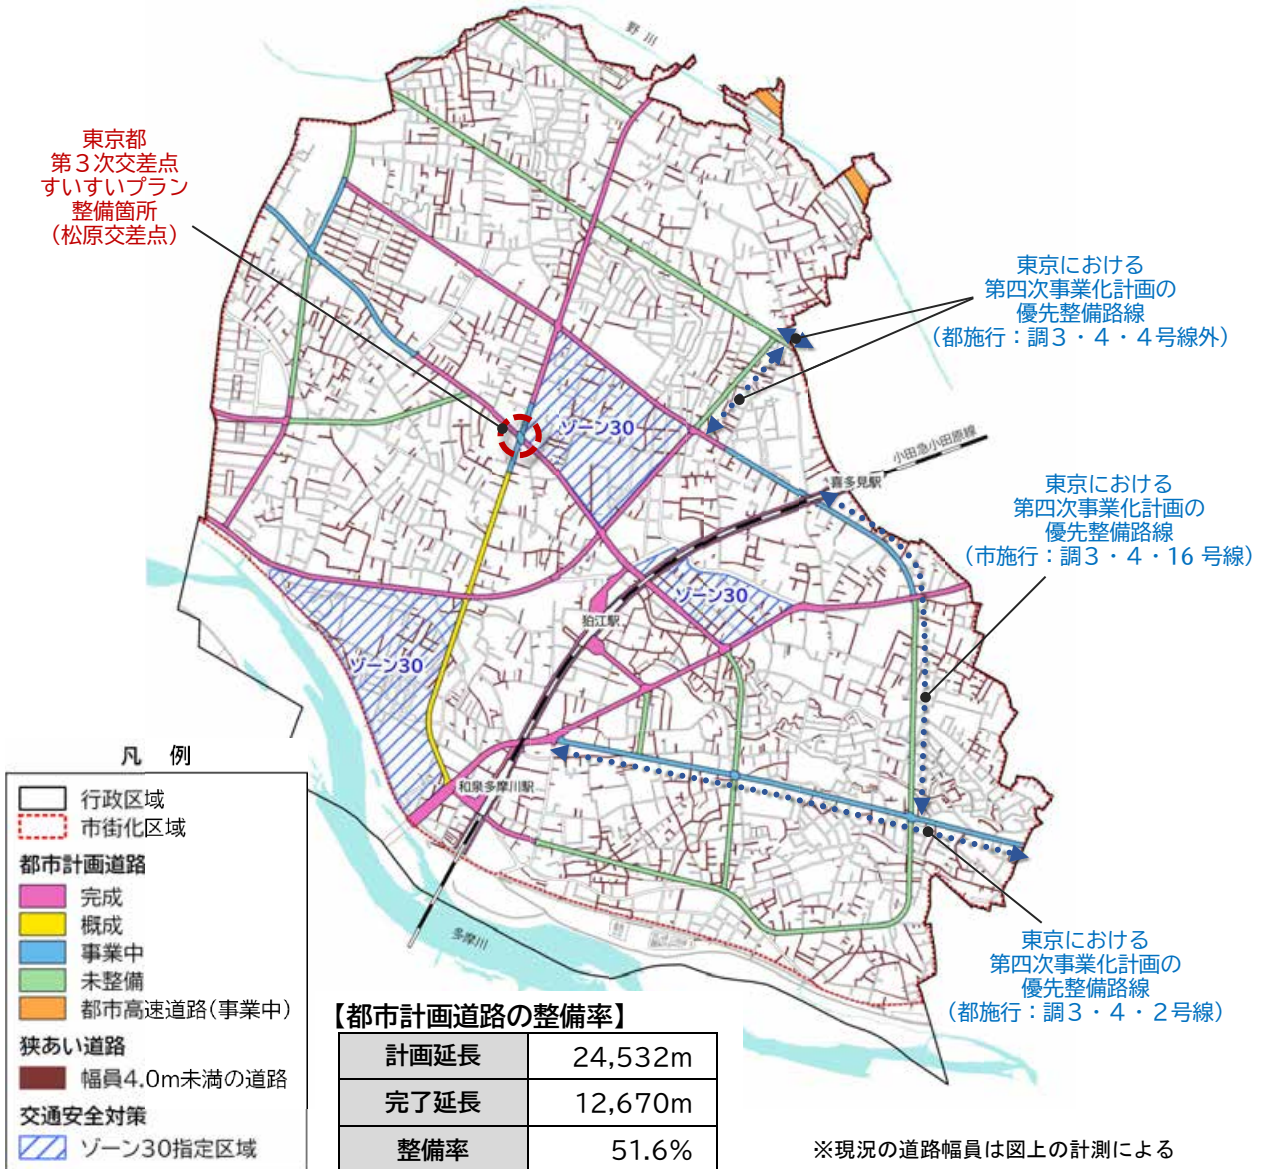 野川
東京都
第3次交差点
すいすいプラン
整備箇所
（松原交差点）
東京における
第四次事業化計画の
優先整備路線
（都施行：調3・4・4号線外）
ゾーン30
小田急小田原線
喜多見駅
東京における
第四次事業化計画の
優先整備路線
（市施行：調3・4・16 号線）
ゾーン30
狛江駅
ゾーン30
和泉多摩川駅
多摩川
東京における
第四次事業化計画の
優先整備路線
（都施行：調3・4・2号線）
凡 例
行政区域
市街化区域
都市計画道路
完成
概成
事業中
未整備
都市高速道路(事業中)
狭あい道路
幅員4.0m未満の道路
交通安全対策
ゾーン30指定区域
【都市計画道路の整備率】
計画延長 24,532m
完了延長 12,670m
整備率 51.6%
※現況の道路幅員は図上の計測による